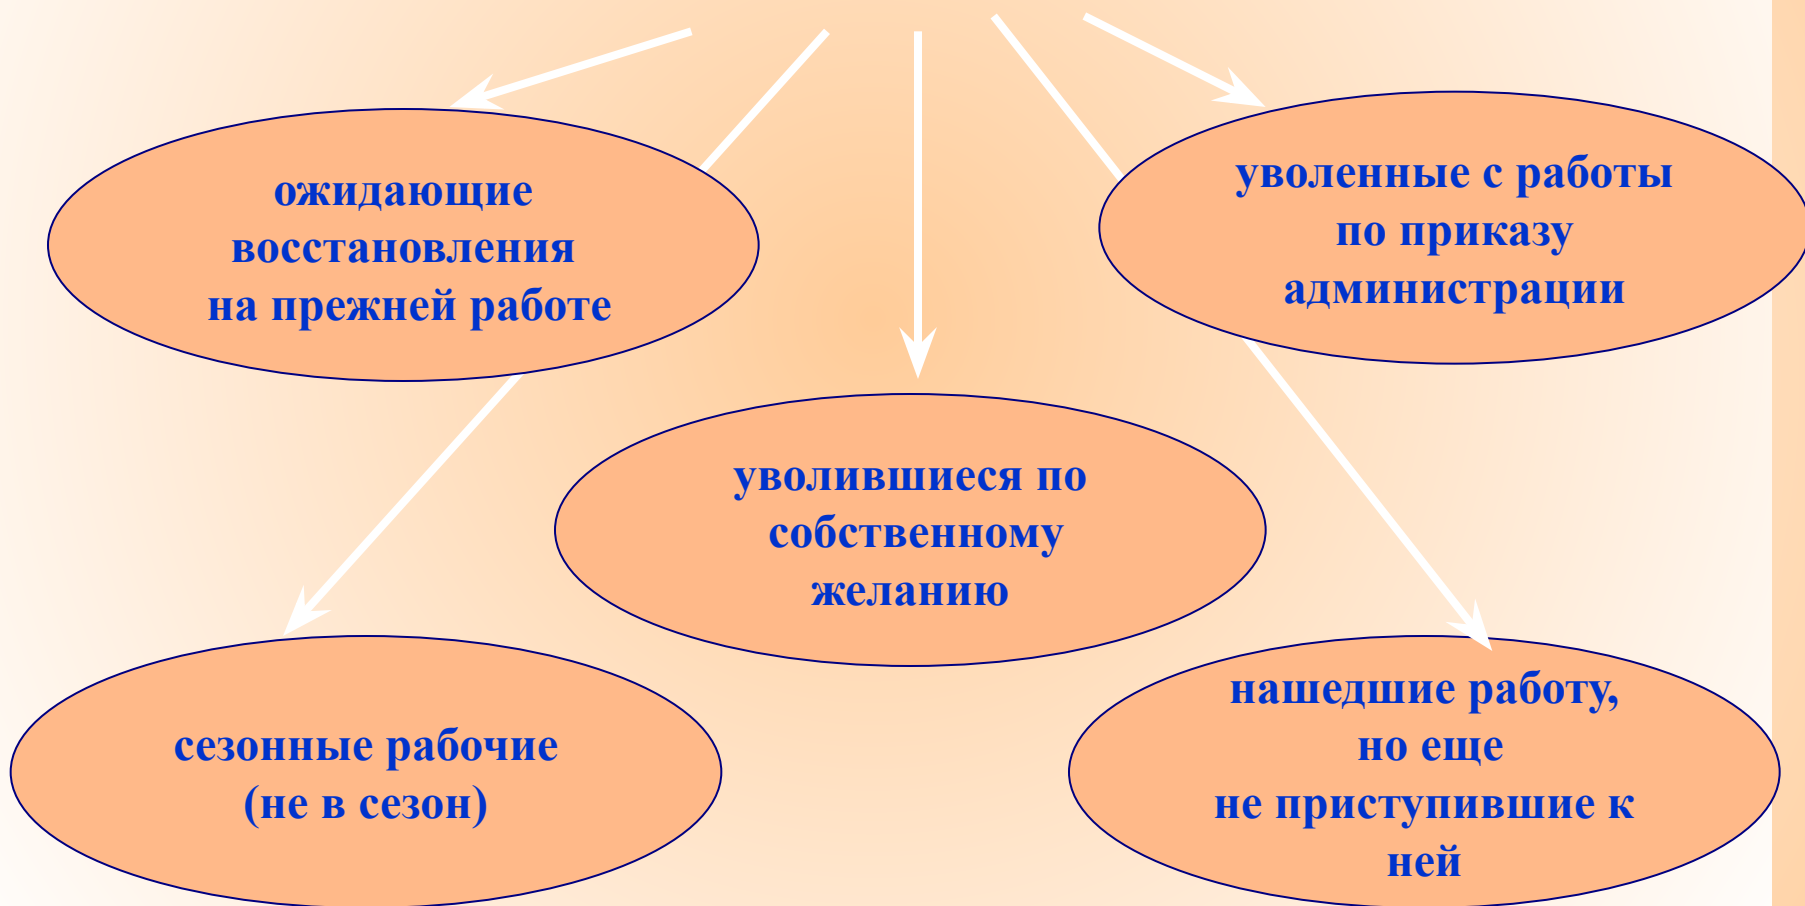 ожидающие
восстановления
на прежней работе
уволенные с работы
по приказу
администрации
уволившиеся по
собственному
желанию
сезонные рабочие
(не в сезон)
нашедшие работу,
но еще
не приступившие к
ней